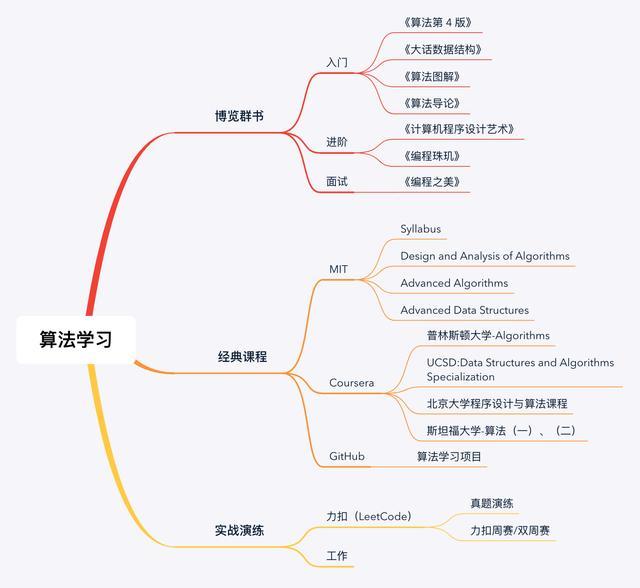 算法学习
博览群书
入门
《算法第 4 版》
《大话数据结构》
《算法图解》
《算法导论》
进阶
《计算机程序设计艺术》
《编程珠玑》
面试
《编程之美》
经典课程
MIT
Syllabus
Design and Analysis of Algorithms
Advanced Algorithms
Advanced Data Structures
Coursera
普林斯顿大学-Algorithms
UCSD:Data Structures and Algorithms
Specialization
北京大学程序设计与算法课程
斯坦福大学-算法（一）、（二）
GitHub
算法学习项目
实战演练
力扣（LeetCode）
真题演练
力扣周赛/双周赛
工作